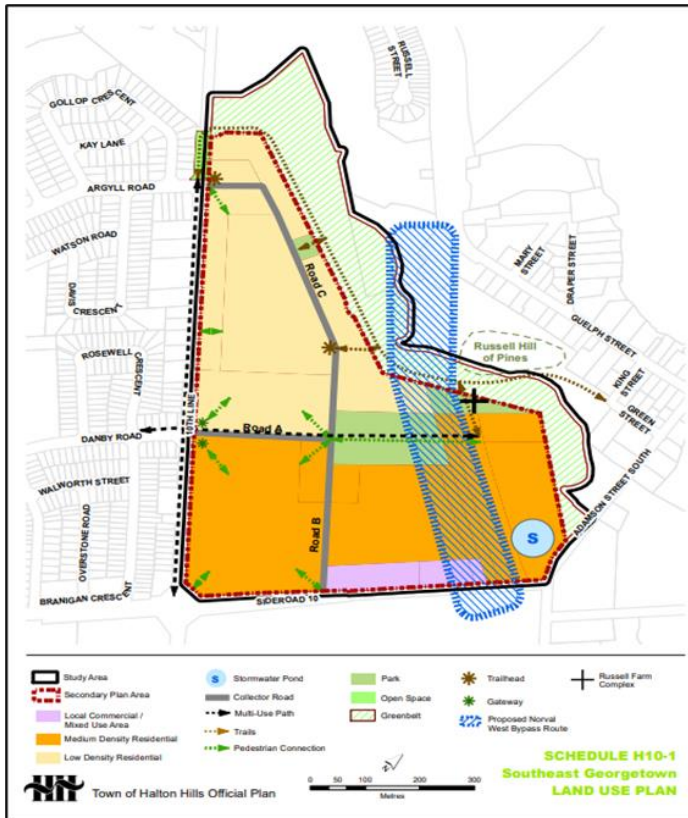 RUSSELL
STREET
GOLLOP CRESCENT
KAY LANE
ARGYLL ROAD
WATSON ROAD
MARY
STREET
DRAPER STREET
Road C
DAVIS
CRESCENT
GUELPH STREET
Russell Hill
of Pines
ROSEWELL
CRESCENT
KING
STREET
GREEN
STREET
10TH LINE
DANBY ROAD
Road A
WALWORTH STREET
ADAMSON STREET SOUTH
OVERSTONE ROAD
Road B
S
BRANIGAN CRESCENT
SIDEROAD 10
Study Area
Secondary Plan Area
Local Commercial /
Mixed Use Area
Medium Density Residential
Low Density Residential
S
Stormwater Pond
Collector Road
Multi-Use Path
Trails
Pedestrian Connection
Park
Open Space
Greenbelt
Trailhead
Gateway
Proposed Norval
West Bypass Route
Russell Farm
Complex
Town of Halton Hills Official Plan
0 50 100 200 300
Metres
SCHEDULE H10-1
Southeast Georgetown
LAND USE PLAN